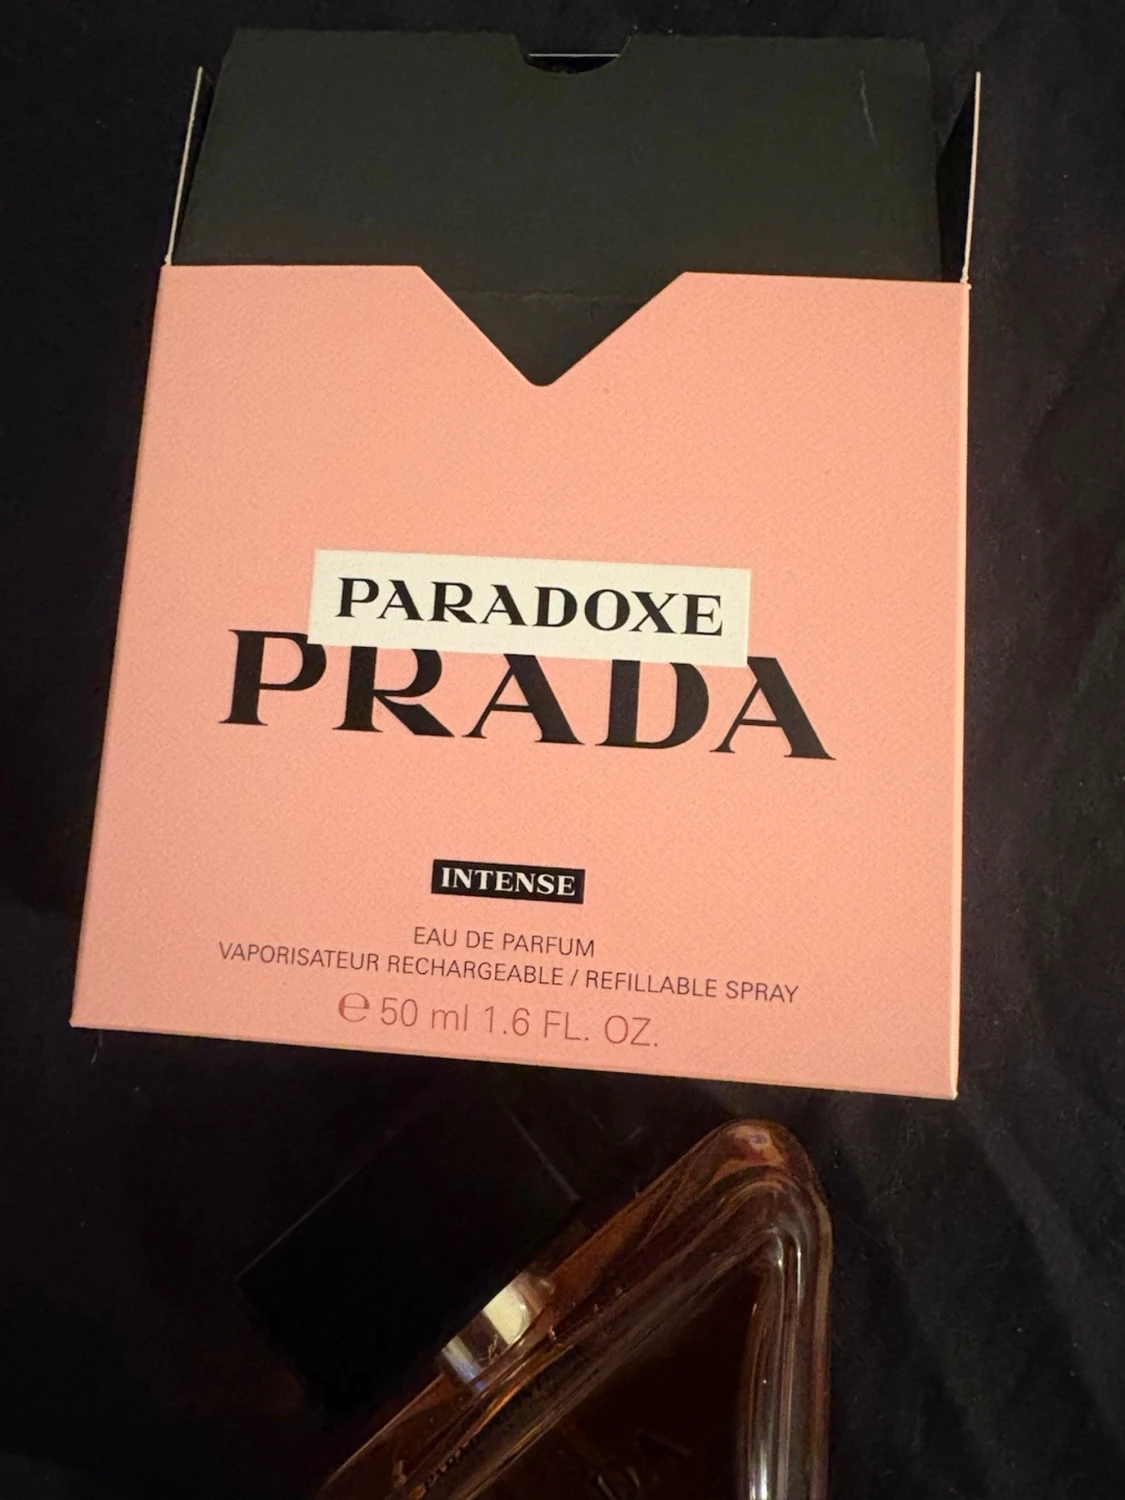 PARADOXE
PRADA
INTENSE
EAU DE PARFUM
VAPORISATEUR RECHARGEABLE / REFILLABLE SPRAY
℮ 50 ml 1.6 FL. OZ.